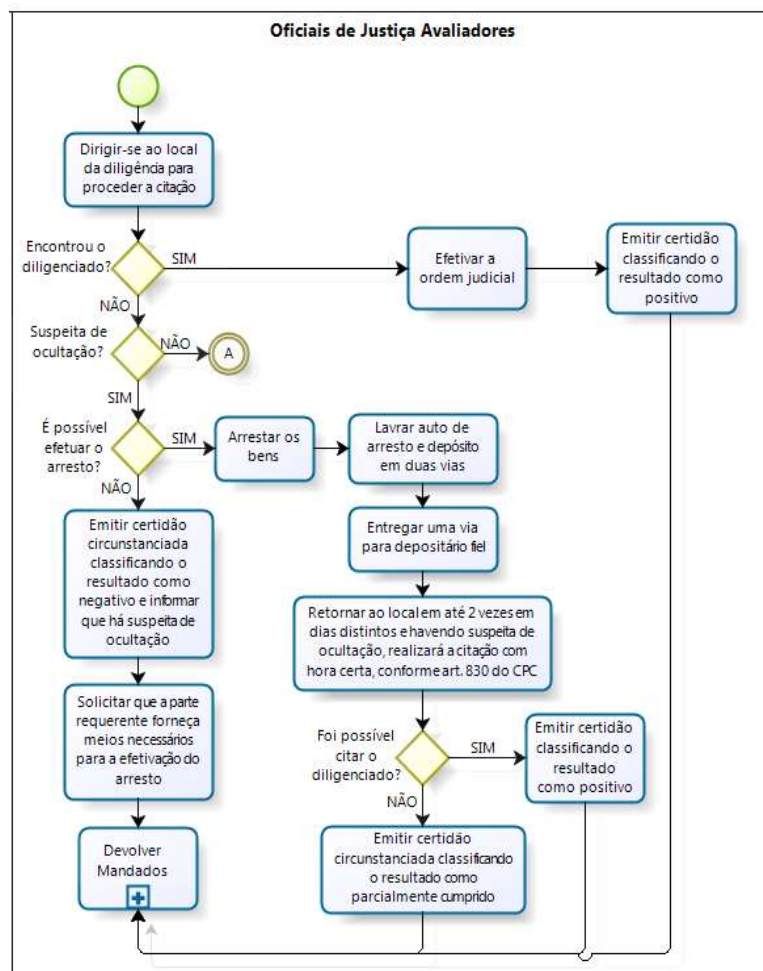 Oficiais de Justiça Avaliadores
Dirigir-se ao local
da diligência para
proceder a citação
Encontrou o
diligenciado?
SIM
Efetivar a
ordem judicial
Emitir certidão
classificando o
resultado como
positivo
NÃO
Suspeita de
ocultação?
NÃO
A
SIM
É possível
efetuar o
arresto?
SIM
Arrestar os
bens
Lavrar auto de
arresto e depósito
em duas vias
NÃO
Entregar uma via
para depositário fiel
Emitir certidão
circunstanciada
classificando o
resultado como
negativo e informar
que há suspeita de
ocultação
Retornar ao local em até 2 vezes em
dias distintos e havendo suspeita de
ocultação, realizará a citação com
hora certa, conforme art. 830 do CPC
Solicitar que a parte
requerente forneça
meios necessários
para a efetivação do
arresto
Foi possível
citar o
diligenciado?
SIM
Emitir certidão
classificando o
resultado
como positivo
NÃO
Emitir certidão
circunstanciada classificando
o resultado como
parcialmente cumprido
Devolver
Mandados